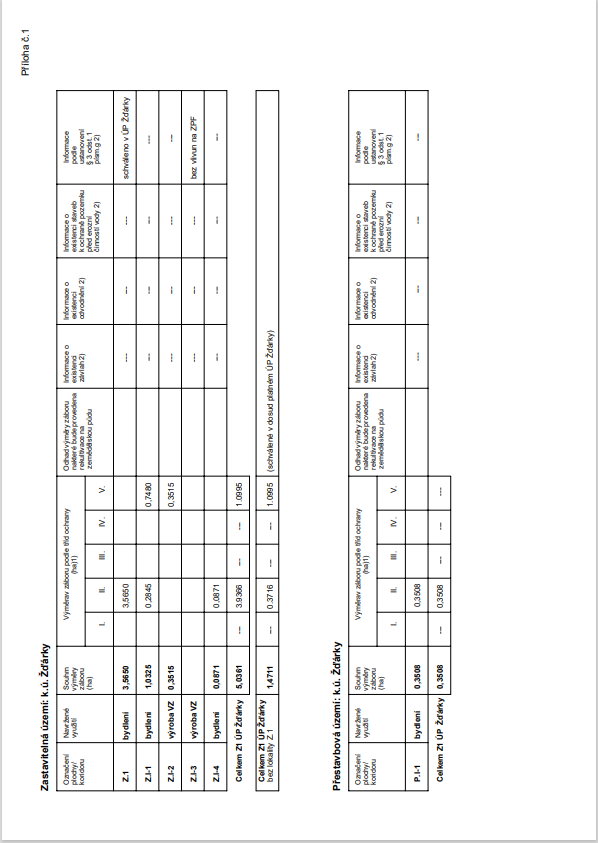 Příloha č.1
Zastavitelná území: k.ú. Žďárky
Označení plochy/ koridoru | Navržené využití | Souhrn výměry záboru (ha) | Výměra v záboru podle tříd ochrany (ha)1) | Odhad výměry záboru na které bude provedena rekultivace na zemědělskou půdu | Informace o existenci závlah 2) | Informace o existenci odvodnění 2) | Informace o existenci staveb k ochraně pozemku před erozní činností vody 2) | Informace podle ustanovení § 3 odst. 1 písm.g 2)
I. | II. | III. | IV. | V.
Z.1 | bydlení | 3,5650 | 3,5650 | --- | --- | --- | schváleno v ÚP Žďárky
Z.I-1 | bydlení | 1,0325 | 0,2845 | 0,7480 | --- | --- | --- | ---
Z.I-2 | výroba VZ | 0,3515 | 0,3515 | --- | --- | --- | ---
Z.I-3 | výroba VZ | --- | --- | --- | bez vlivun na ZPF
Z.I-4 | bydlení | 0,0871 | 0,0871 | --- | --- | --- | ---
Celkem Z1 ÚP Žďárky | 5,0361 | --- | 3.9366 | --- | --- | 1.0995
Celkem Z1 ÚP Žďárky bez lokality Z.1 | 1,4711 | --- | 0.3716 | --- | --- | 1.0995 | (schválené v dosud platném ÚP Žďárky)
Přestavbová území: k.ú. Žďárky
Označení plochy/ koridoru | Navržené využití | Souhrn výměry záboru (ha) | Výměra v záboru podle tříd ochrany (ha)1) | Odhad výměry záboru na které bude provedena rekultivace na zemědělskou půdu | Informace o existenci závlah 2) | Informace o existenci odvodnění 2) | Informace o existenci staveb k ochraně pozemku před erozní činností vody 2) | Informace podle ustanovení § 3 odst. 1 písm.g 2)
I. | II. | III. | IV. | V.
P.I-1 | bydlení | 0,3508 | 0,3508 | --- | --- | --- | ---
Celkem Z1 ÚP Žďárky | 0,3508 | --- | 0,3508 | --- | --- | ---